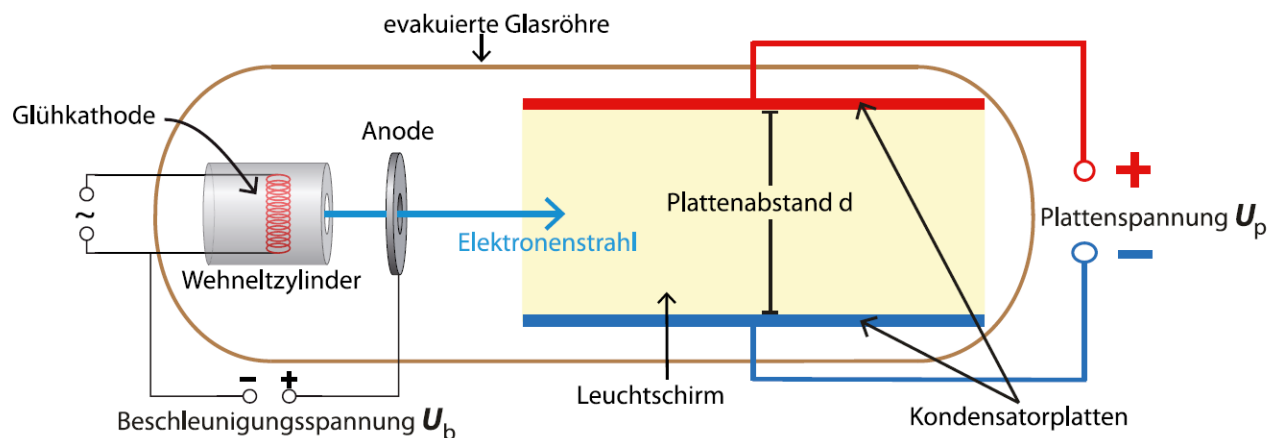 evakuierte Glasröhre
Glühkathode
Anode
+
~
Plattenabstand d
Plattenspannung Up
Elektronenstrahl
−
Wehneltzylinder
− +
Leuchtschirm
Beschleunigungsspannung Ub
Kondensatorplatten